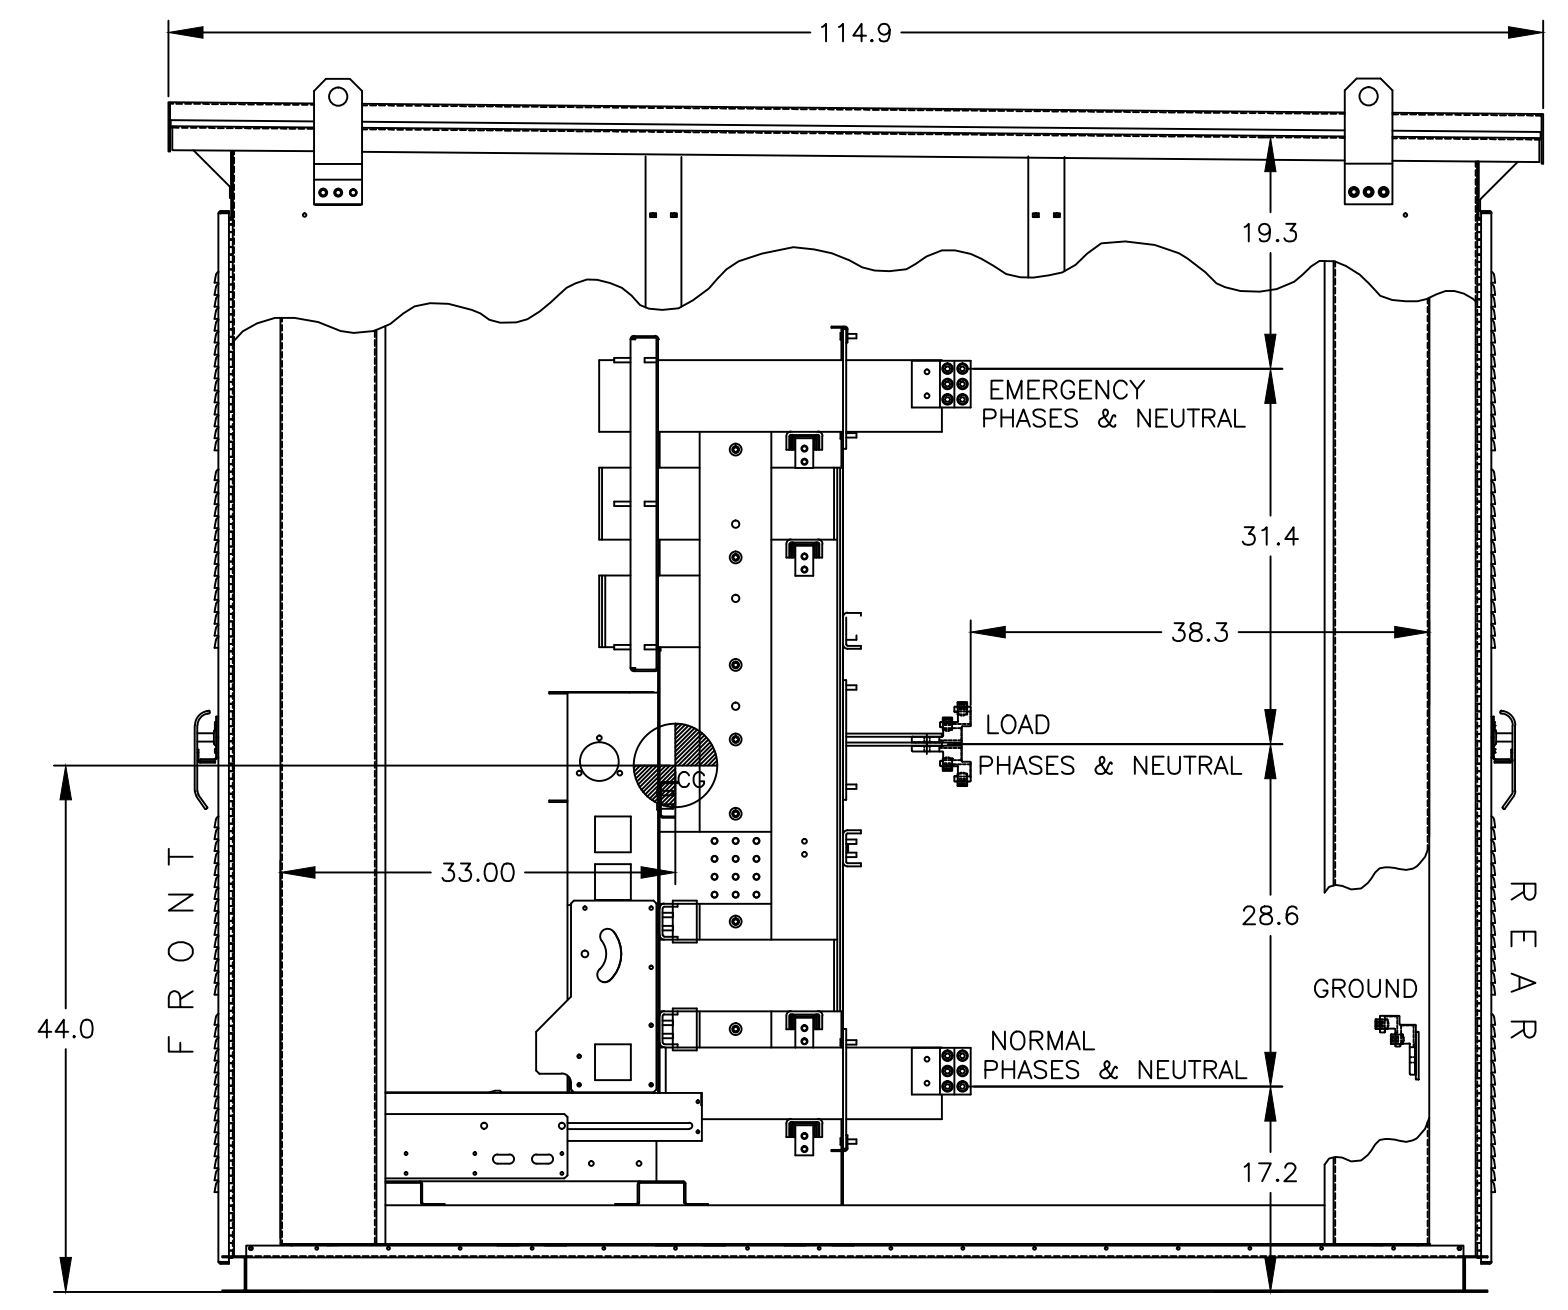 114.9
19.3
EMERGENCY
PHASES & NEUTRAL
31.4
38.3
LOAD
PHASES & NEUTRAL
CG
33.00
FRONT
REAR
28.6
GROUND
44.0
NORMAL
PHASES & NEUTRAL
17.2